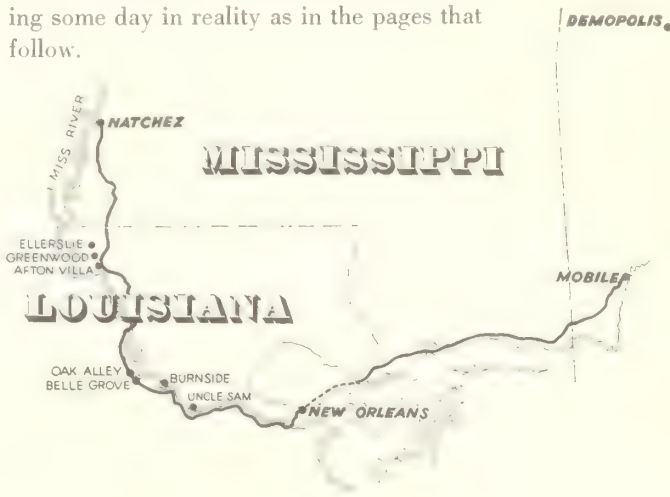 ing some day in reality as in the pages that
follow.
DEMOPOLIS
MISS RIVER
NATCHEZ
MISSISSIPPI
ELLERSLIE
GREENWOOD
AFTON VILLA
MOBILE
LOUISIANA
OAK ALLEY
BELLE GROVE
BURNSIDE
UNCLE SAM
NEW ORLEANS